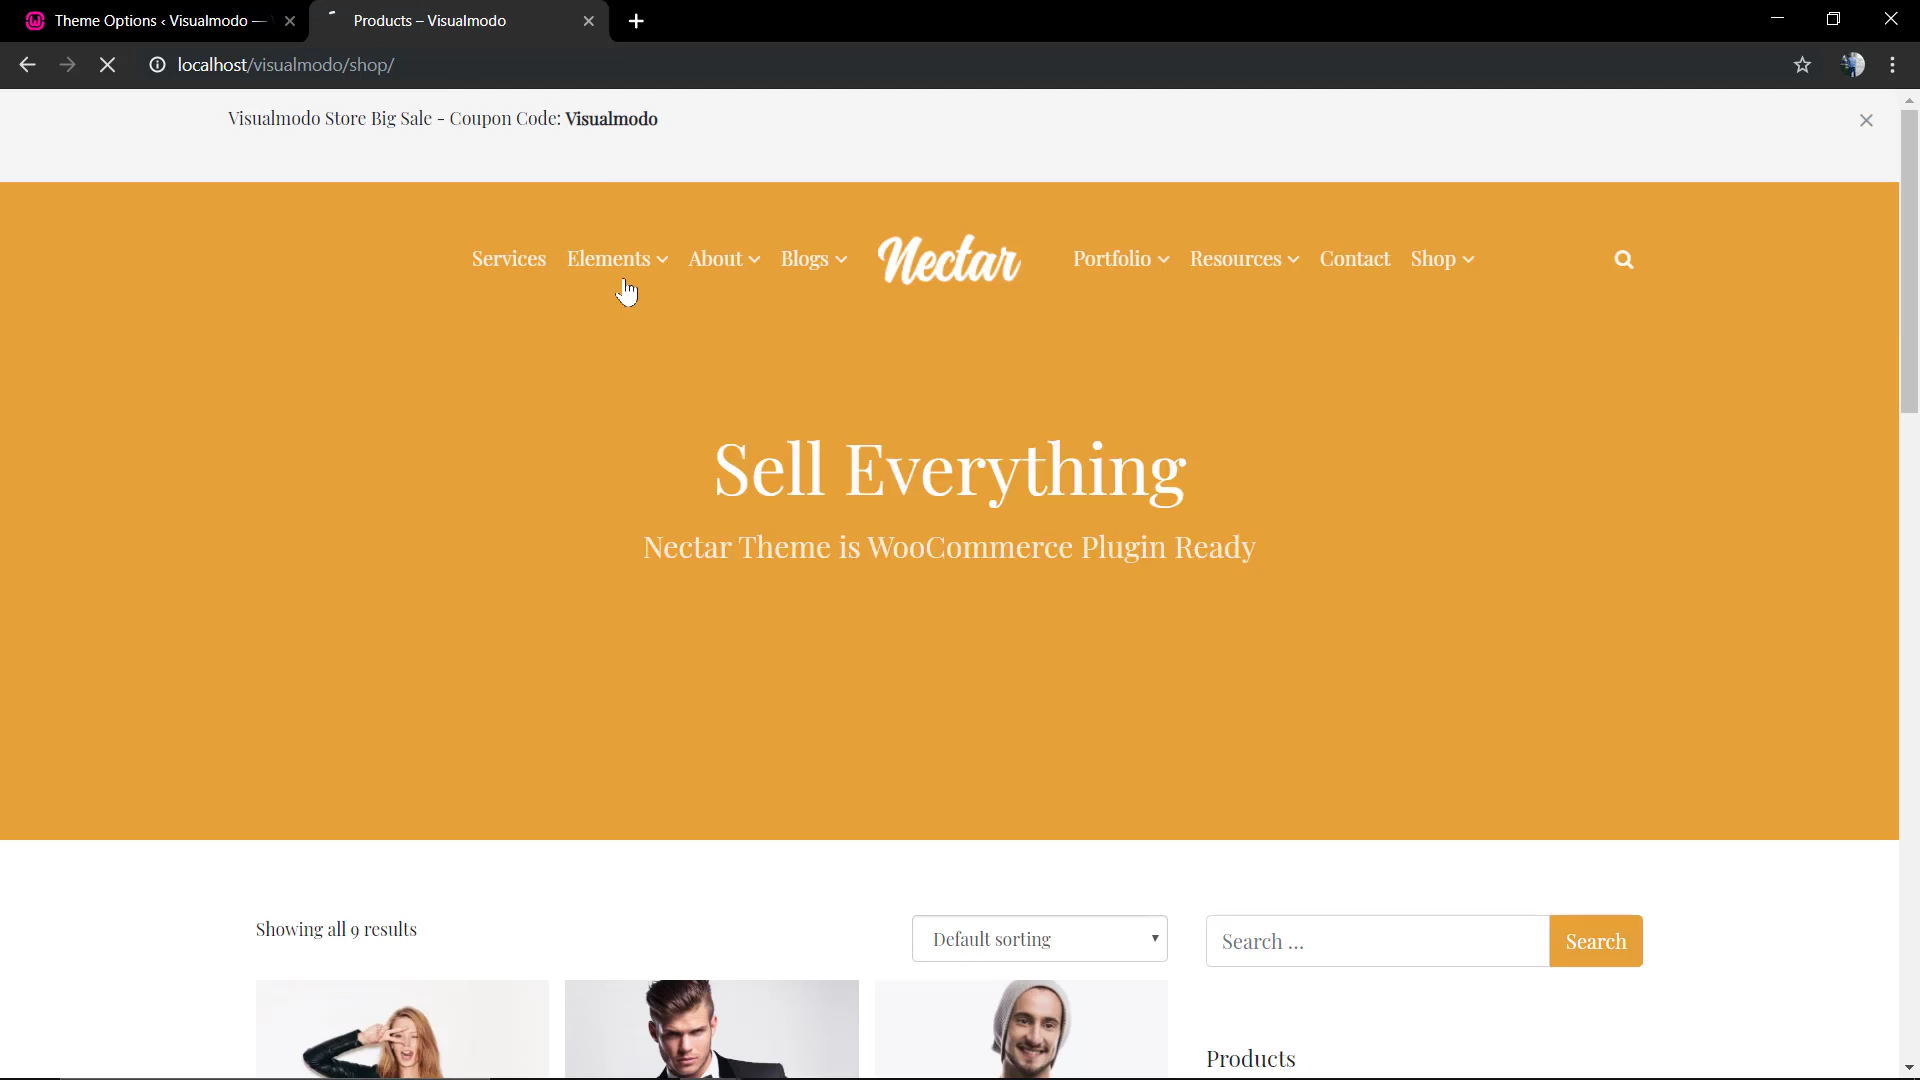 Theme Options ‹ Visualmodo —
Products – Visualmodo
localhost/visualmodo/shop/
Visualmodo Store Big Sale - Coupon Code: Visualmodo
Services Elements About Blogs Nectar Portfolio Resources Contact Shop
Sell Everything
Nectar Theme is WooCommerce Plugin Ready
Showing all 9 results
Default sorting
Search ...
Search
Products